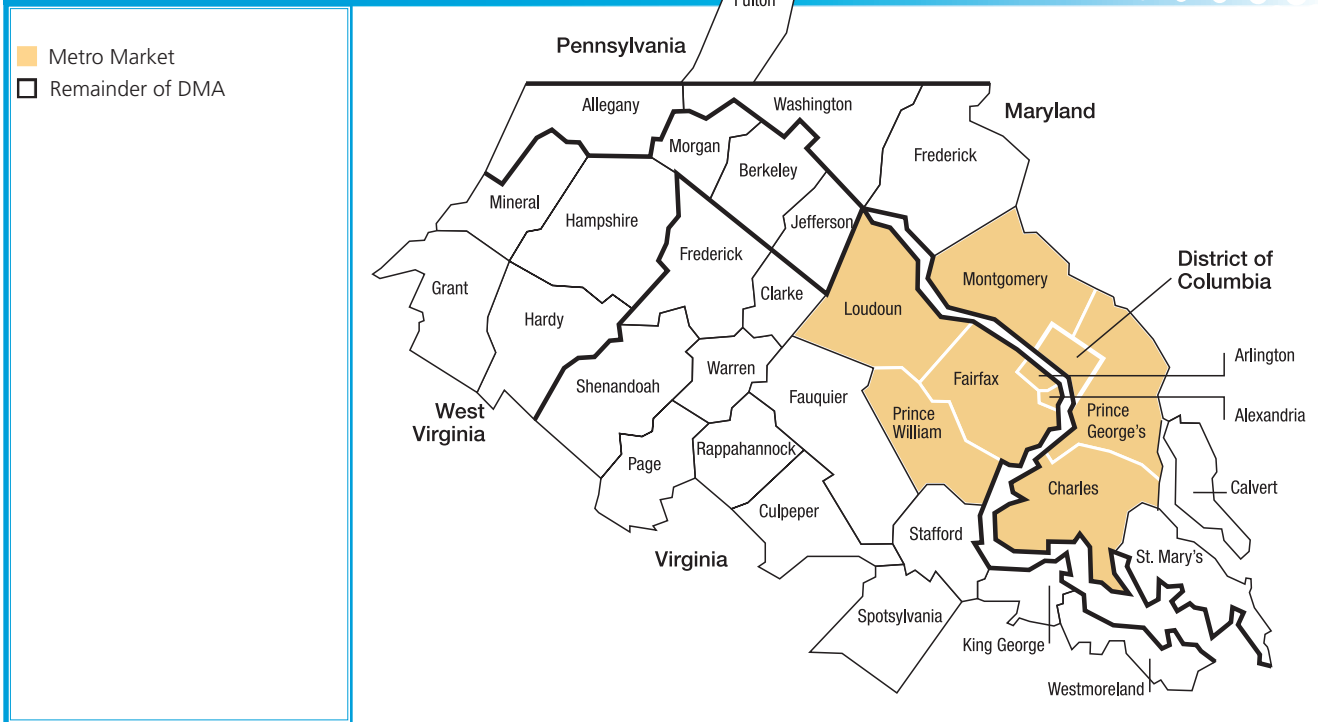 Fulton
Metro Market
Remainder of DMA
Pennsylvania
Maryland
Allegany
Washington
Morgan
Frederick
Berkeley
Mineral
Hampshire
Jefferson
Frederick
District of
Columbia
Montgomery
Grant
Clarke
Hardy
Loudoun
Arlington
Warren
Fairfax
Shenandoah
Fauquier
Alexandria
West
Virginia
Prince
William
Prince
George's
Rappahannock
Page
Charles
Calvert
Culpeper
Stafford
Virginia
St. Mary's
Spotsylvania
King George
Westmoreland